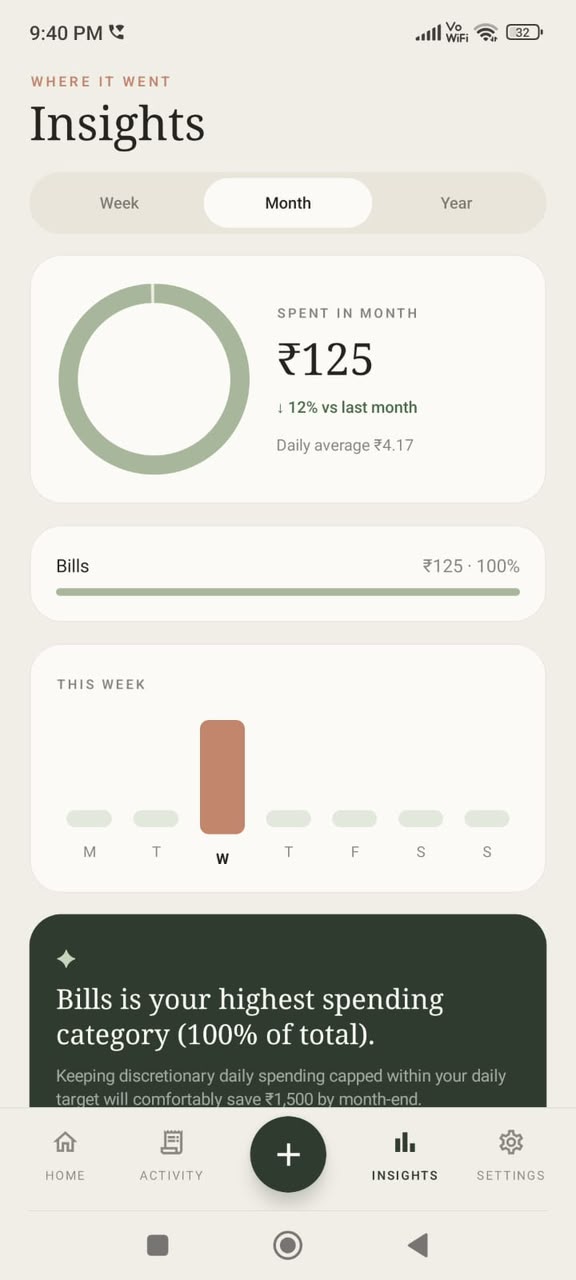 9:40 PM
Vo
WiFi
32
WHERE IT WENT
Insights
Week
Month
Year
SPENT IN MONTH
₹125
↓ 12% vs last month
Daily average ₹4.17
Bills
₹125 · 100%
THIS WEEK
M T W T F S S
Bills is your highest spending
category (100% of total).
Keeping discretionary daily spending capped within your daily
target will comfortably save ₹1,500 by month-end.
HOME
ACTIVITY
+
INSIGHTS
SETTINGS